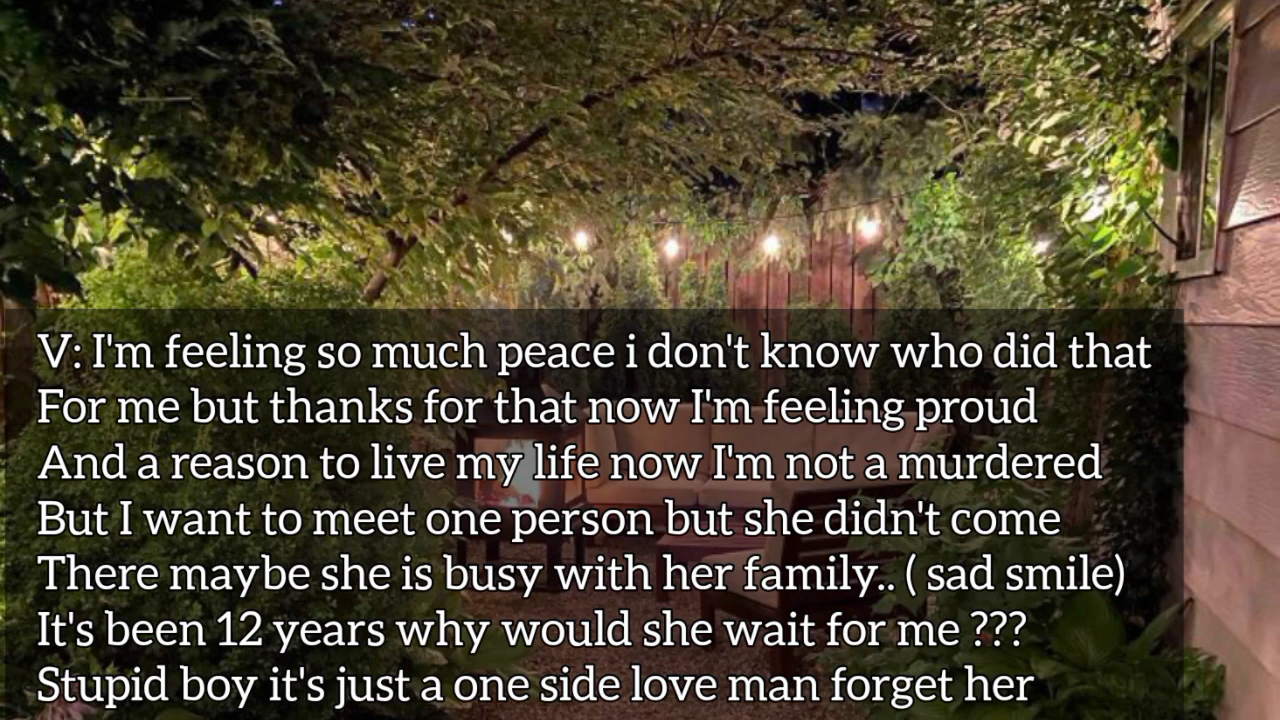 V: I'm feeling so much peace i don't know who did that
For me but thanks for that now I'm feeling proud
And a reason to live my life now I'm not a murdered
But I want to meet one person but she didn't come
There maybe she is busy with her family.. ( sad smile)
It's been 12 years why would she wait for me ???
Stupid boy it's just a one side love man forget her